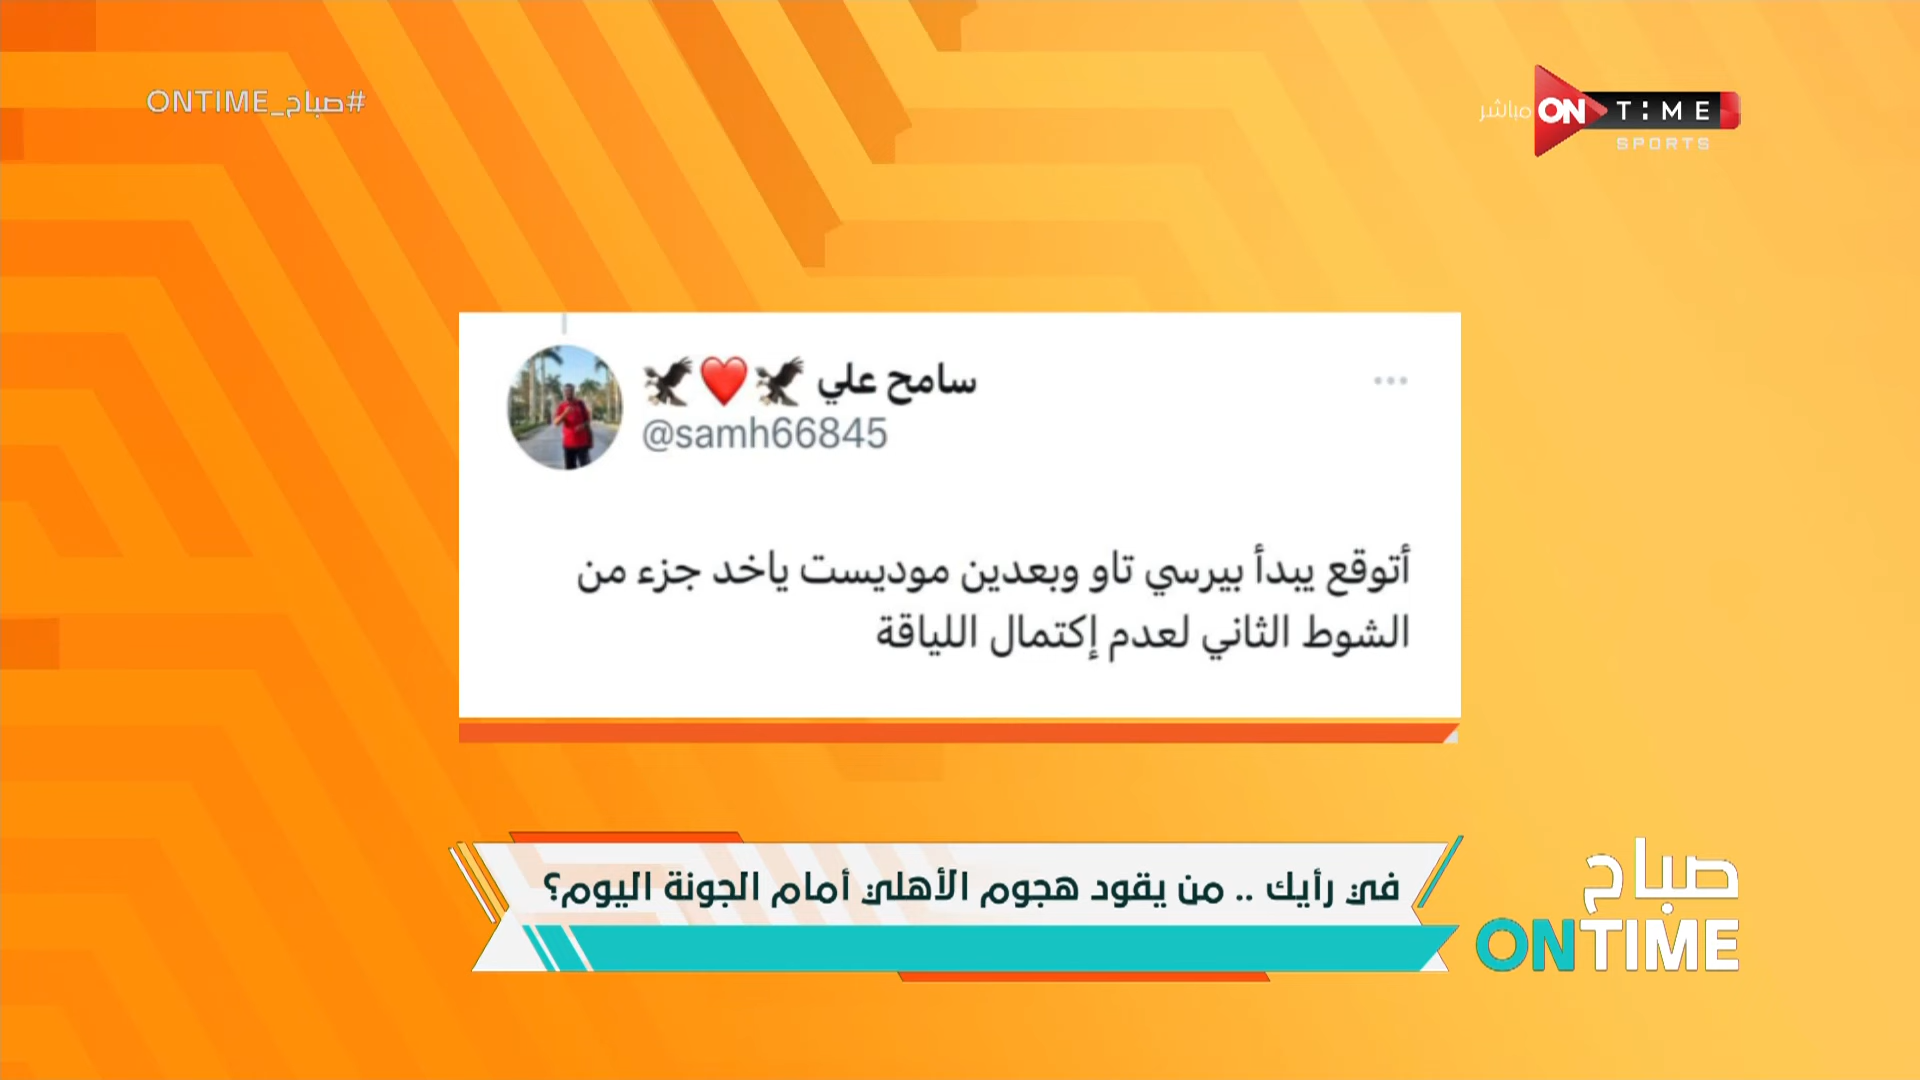 #صباح_ONTIME
مباشر ON TIME
SPORTS
سامح علي 🦅❤️🦅
@samh66845
أتوقع يبدأ بيرسي تاو وبعدين موديست ياخد جزء من
الشوط الثاني لعدم إكتمال اللياقة
في رأيك .. من يقود هجوم الأهلي أمام الجونة اليوم؟
صباح
ONTIME